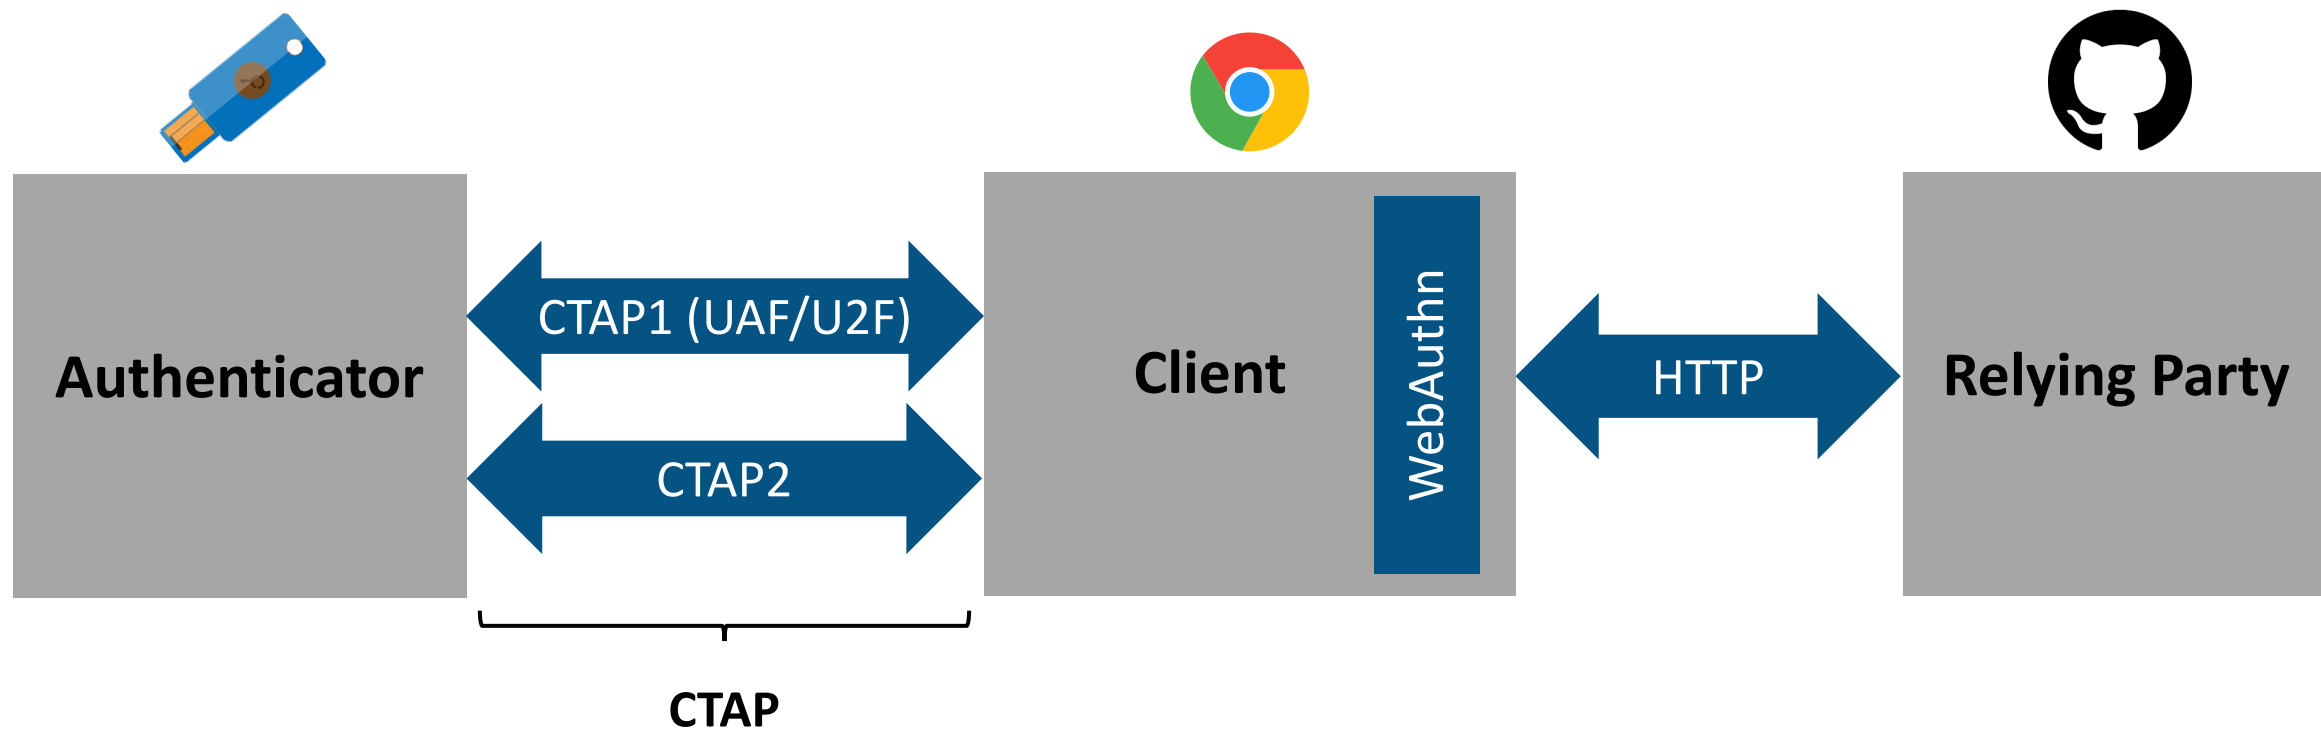 Authenticator
CTAP1 (UAF/U2F)
CTAP2
CTAP
Client
WebAuthn
HTTP
Relying Party